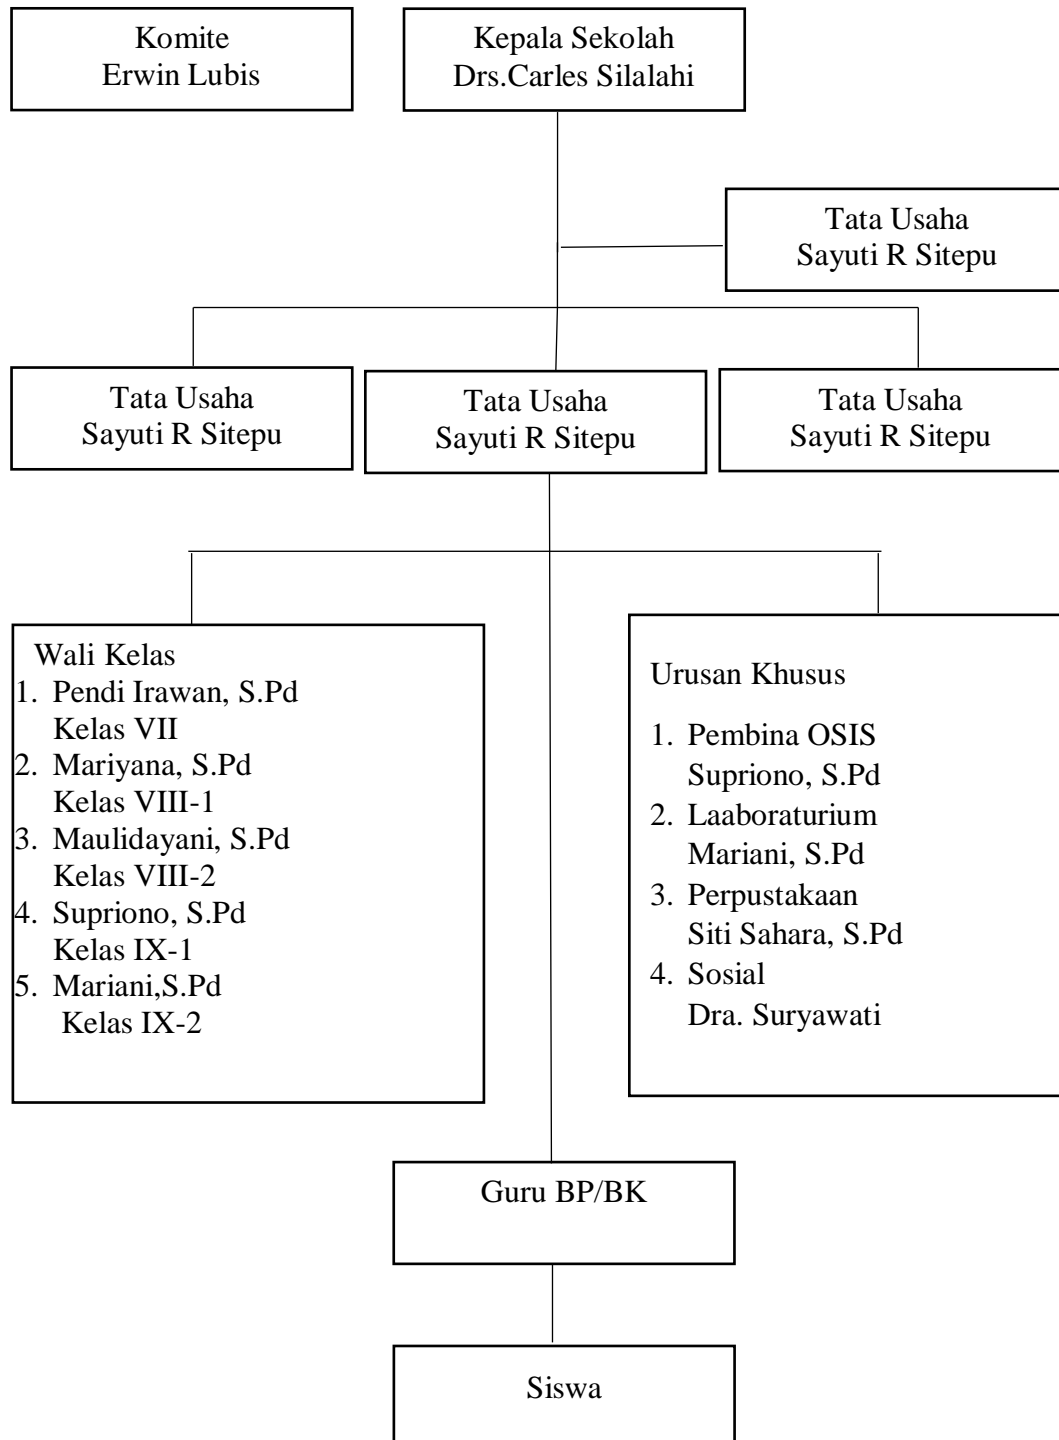 Komite
Erwin Lubis
Kepala Sekolah
Drs.Carles Silalahi
Tata Usaha
Sayuti R Sitepu
Tata Usaha
Sayuti R Sitepu
Tata Usaha
Sayuti R Sitepu
Tata Usaha
Sayuti R Sitepu
Wali Kelas
1. Pendi Irawan, S.Pd
Kelas VII
2. Mariyana, S.Pd
Kelas VIII-1
3. Maulidayani, S.Pd
Kelas VIII-2
4. Supriono, S.Pd
Kelas IX-1
5. Mariani,S.Pd
Kelas IX-2
Urusan Khusus
1. Pembina OSIS
Supriono, S.Pd
2. Laaboraturium
Mariani, S.Pd
3. Perpustakaan
Siti Sahara, S.Pd
4. Sosial
Dra. Suryawati
Guru BP/BK
Siswa